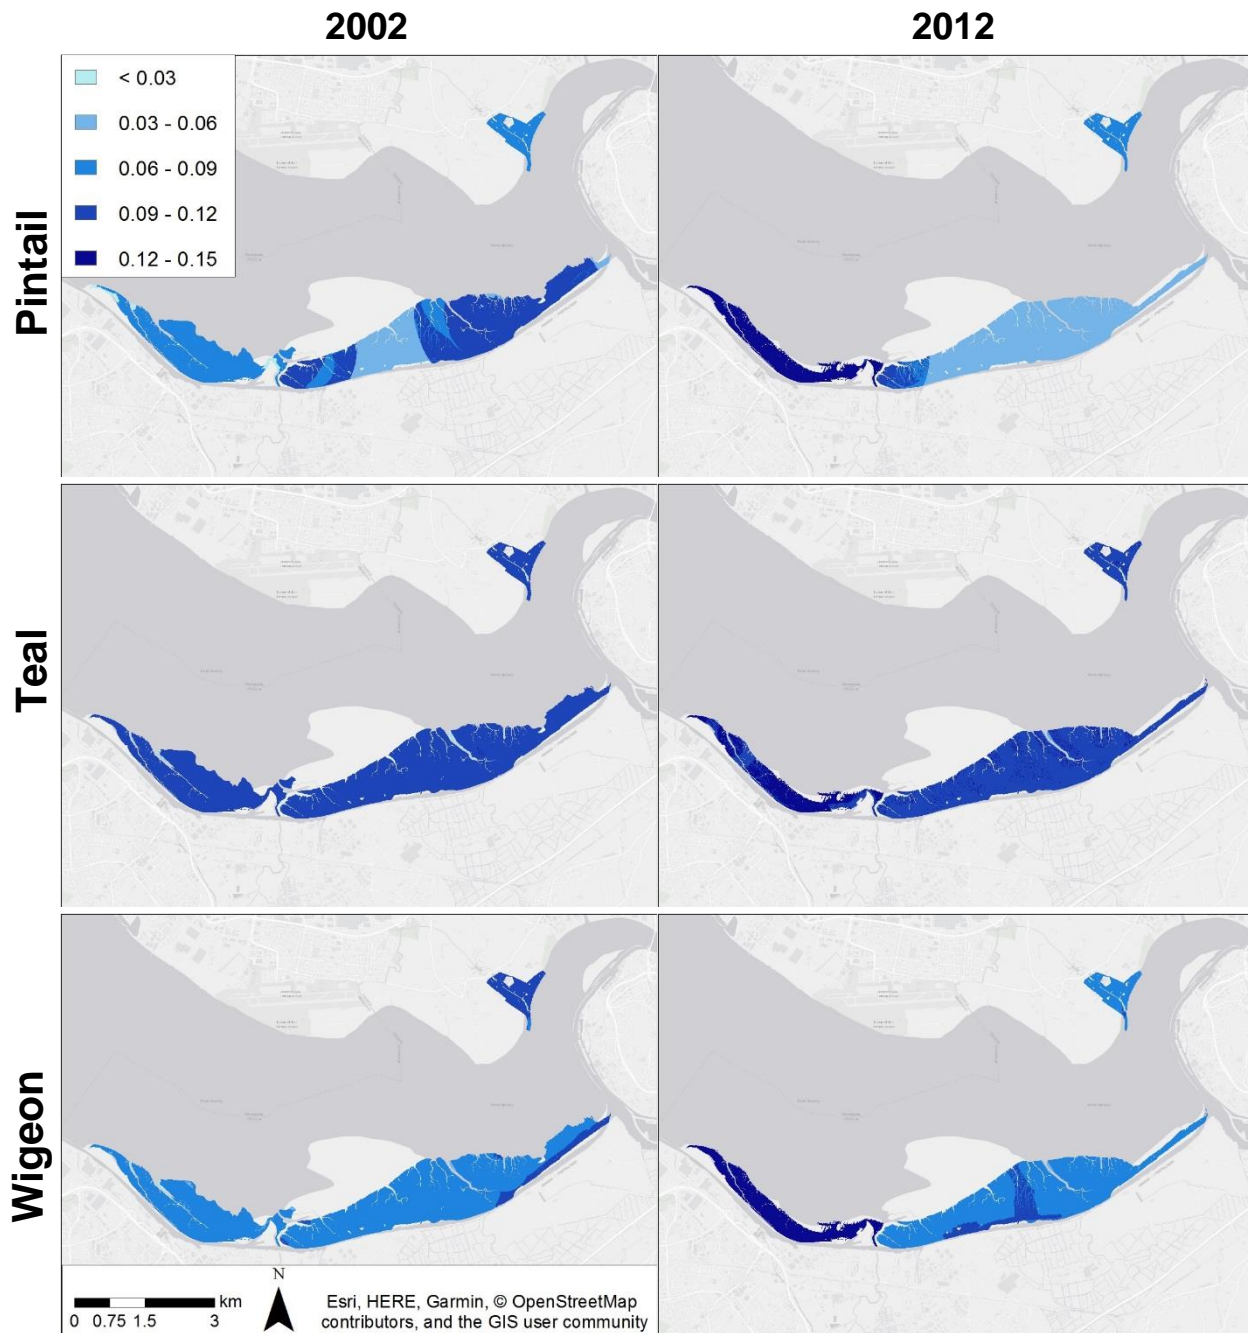 2002
2012
< 0.03
0.03 - 0.06
0.06 - 0.09
0.09 - 0.12
0.12 - 0.15
Pintail
Teal
Wigeon
N
km
0 0.75 1.5 3
Esri, HERE, Garmin, © OpenStreetMap
contributors, and the GIS user community